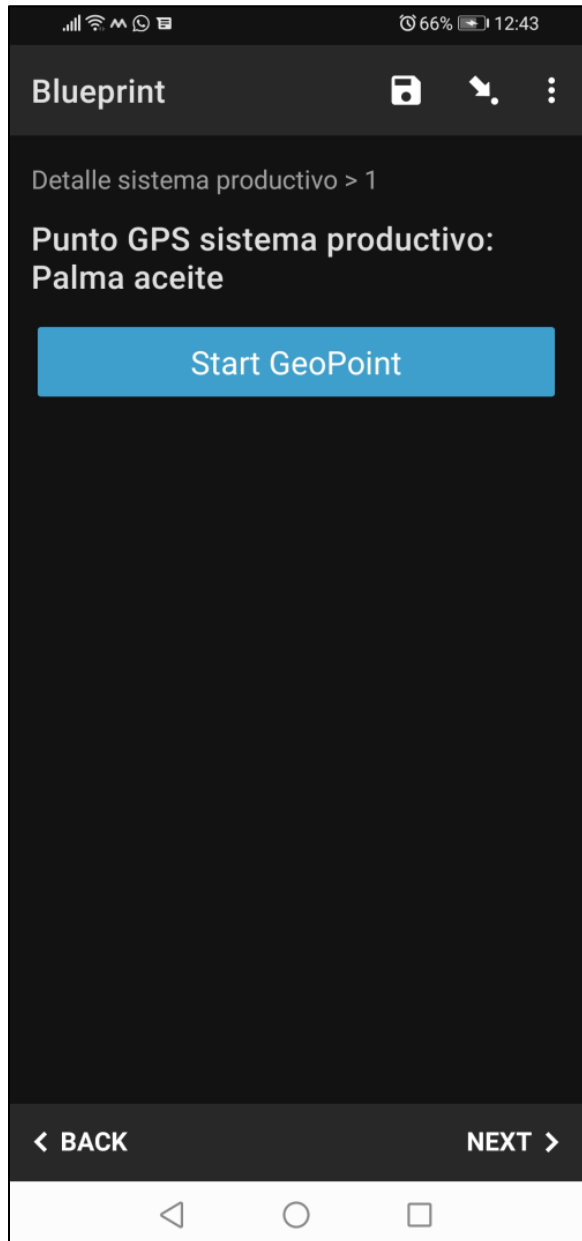 66% 12:43
Blueprint
Detalle sistema productivo > 1
Punto GPS sistema productivo:
Palma aceite
Start GeoPoint
< BACK NEXT >